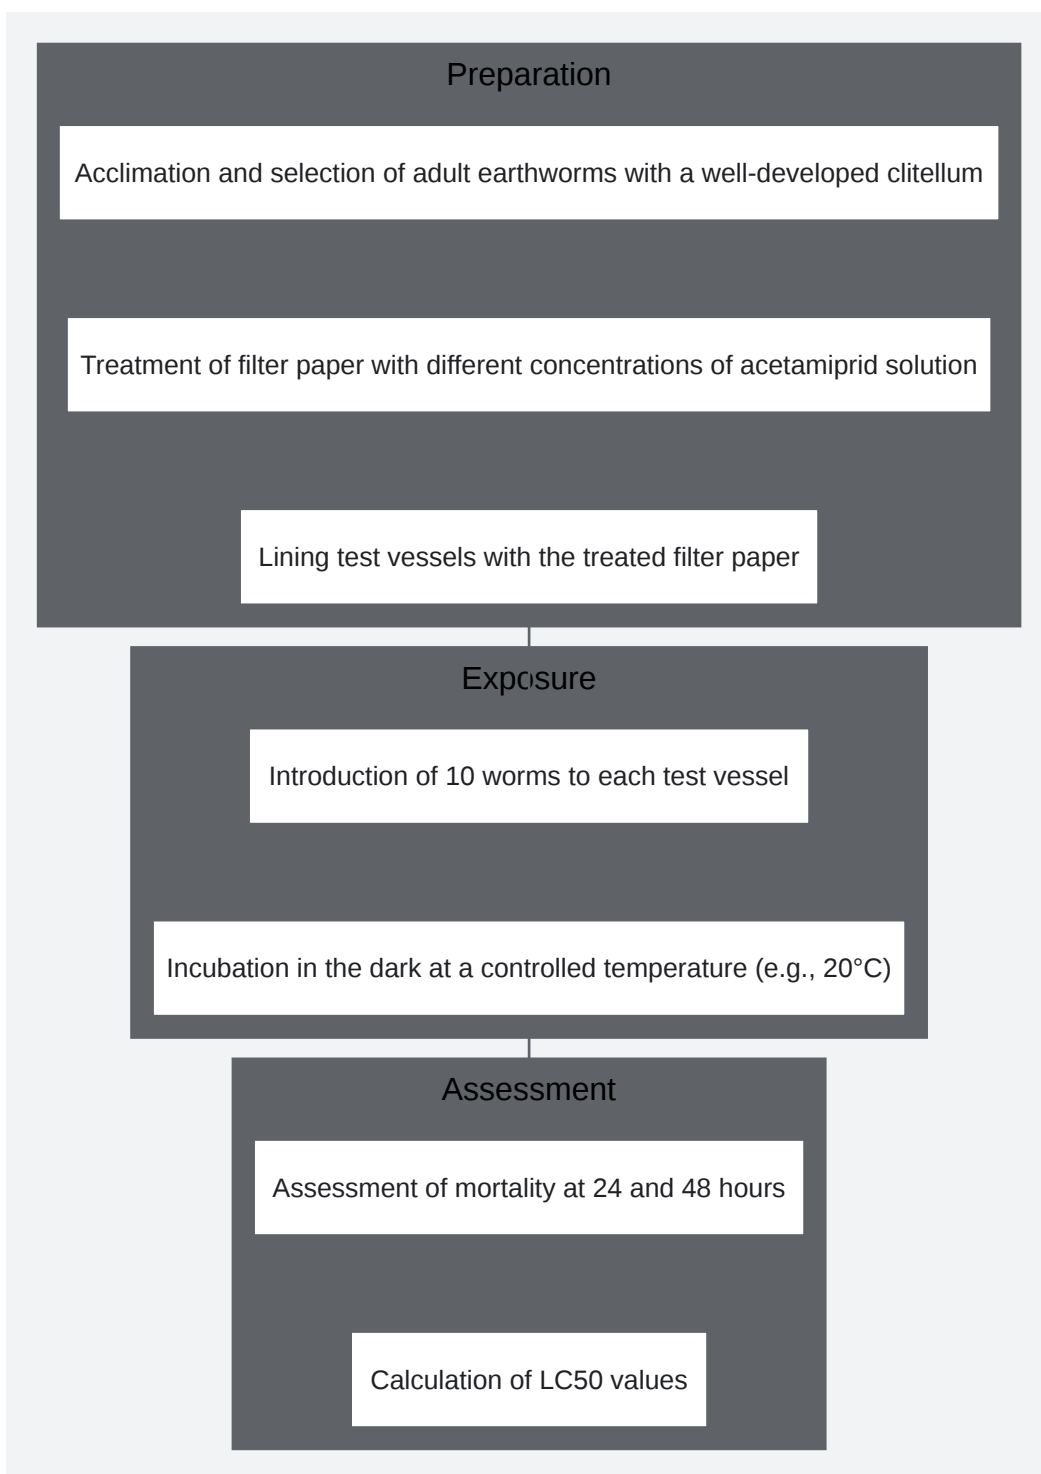 Preparation
Acclimation and selection of adult earthworms with a well-developed clitellum
Treatment of filter paper with different concentrations of acetamiprid solution
Lining test vessels with the treated filter paper
Exposure
Introduction of 10 worms to each test vessel
Incubation in the dark at a controlled temperature (e.g., 20°C)
Assessment
Assessment of mortality at 24 and 48 hours
Calculation of LC50 values